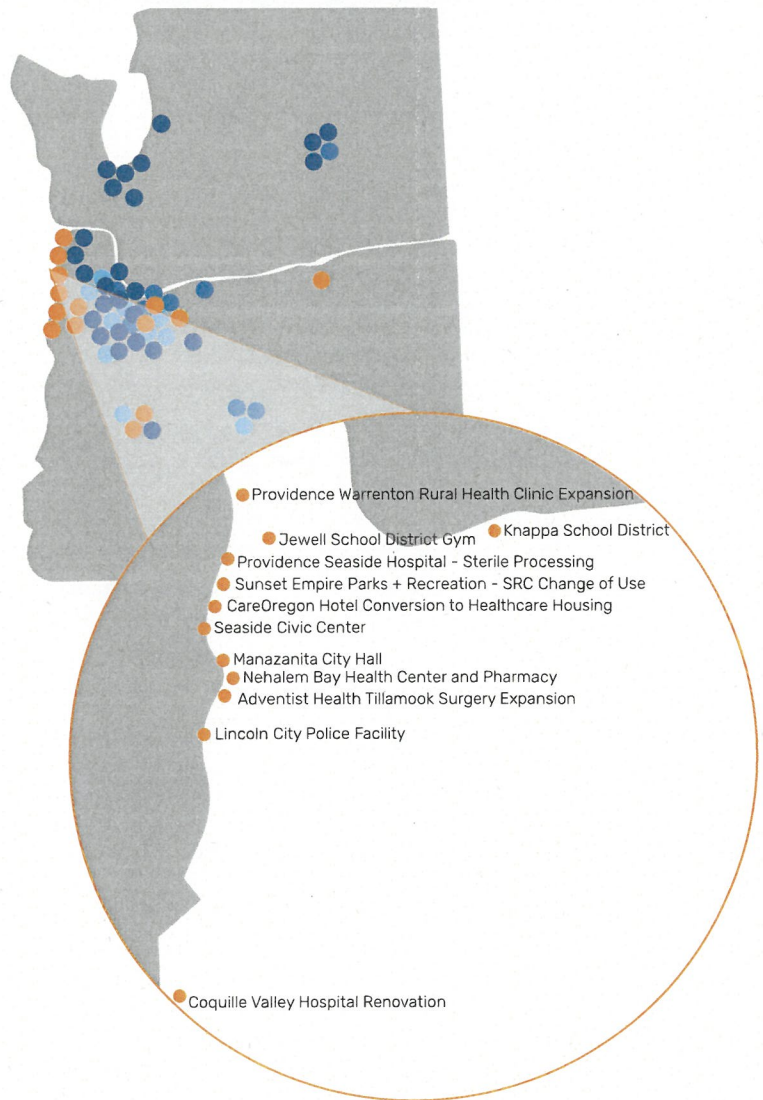 Providence Warrenton Rural Health Clinic Expansion
Jewell School District Gym
Knappa School District
Providence Seaside Hospital - Sterile Processing
Sunset Empire Parks + Recreation - SRC Change of Use
CareOregon Hotel Conversion to Healthcare Housing
Seaside Civic Center
Manazanita City Hall
Nehalem Bay Health Center and Pharmacy
Adventist Health Tillamook Surgery Expansion
Lincoln City Police Facility
Coquille Valley Hospital Renovation